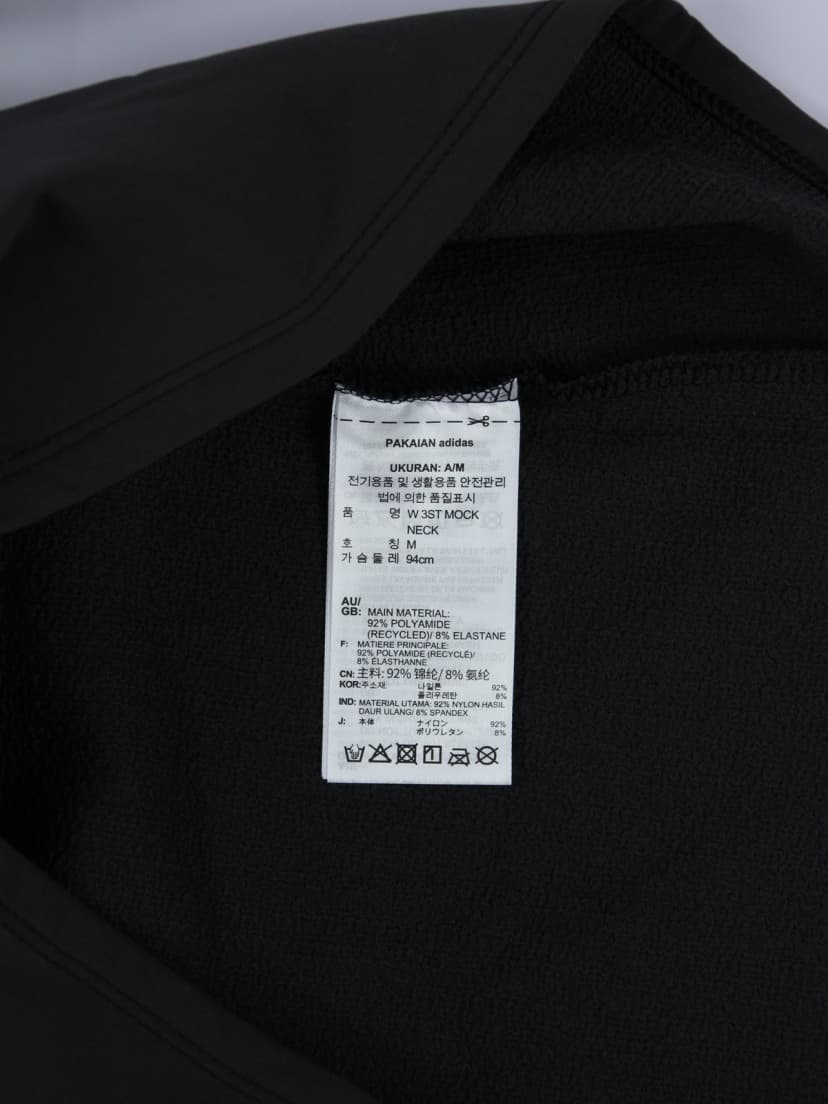 PAKAIAN adidas
UKURAN: A/M
전기용품 및 생활용품 안전관리
법에 의한 품질표시
품 명 W 3ST MOCK
NECK
호 칭 M
가 슴 둘 레 94cm
AU/
GB: MAIN MATERIAL:
92% POLYAMIDE
(RECYCLED)/ 8% ELASTANE
F: MATIERE PRINCIPALE:
92% POLYAMIDE (RECYCLÉ)/
8% ÉLASTHANNE
CN: 主料: 92% 锦纶/ 8% 氨纶
KOR: 주소재: 나일론 92%
폴리우레탄 8%
IND: MATERIAL UTAMA: 92% NYLON HASIL
DAUR ULANG/ 8% SPANDEX
J: 本体 ナイロン 92%
ポリウレタン 8%